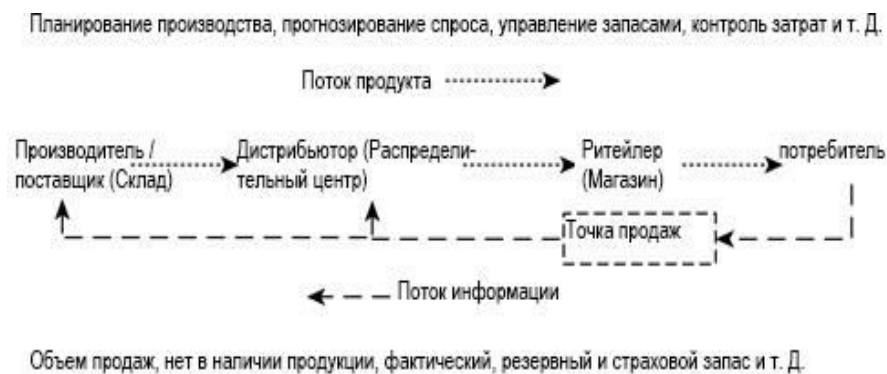 Планирование производства, прогнозирование спроса, управление запасами, контроль затрат и т. Д.
Поток продукта
Производитель /
поставщик (Склад)
Дистрибьютор (Распредели-
тельный центр)
Ритейлер
(Магазин)
потребитель
Точка продаж
Поток информации
Объем продаж, нет в наличии продукции, фактический, резервный и страховой запас и т. Д.